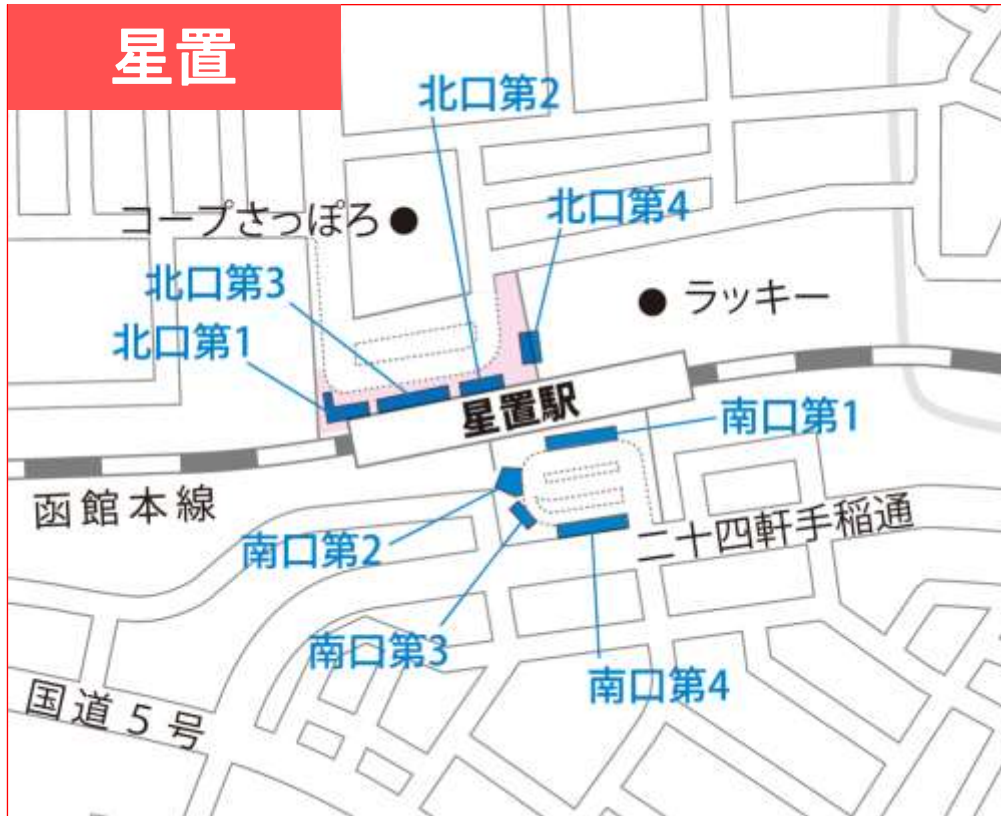 星置
北口第2
コープさっぽろ
北口第4
北口第3
ラッキー
北口第1
星置駅
南口第1
函館本線
二十四軒手稲通
南口第2
南口第3
南口第4
国道5号